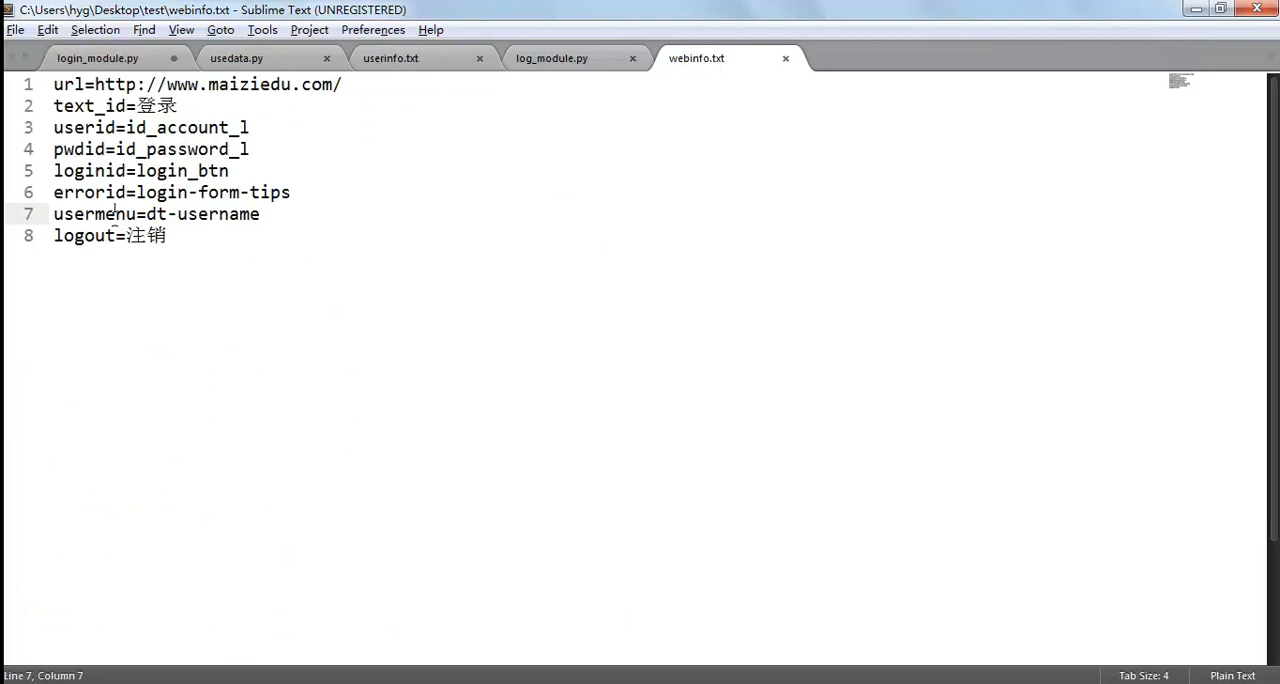 C:\Users\hyg\Desktop\test\webinfo.txt - Sublime Text (UNREGISTERED)
File Edit Selection Find View Goto Tools Project Preferences Help
login_module.py usedata.py userinfo.txt log_module.py webinfo.txt
1 url=http://www.maiziedu.com/
2 text_id=登录
3 userid=id_account_l
4 pwdid=id_password_l
5 loginid=login_btn
6 errorid=login-form-tips
7 usermenu=dt-username
8 logout=注销
Line 7, Column 7 Tab Size: 4 Plain Text